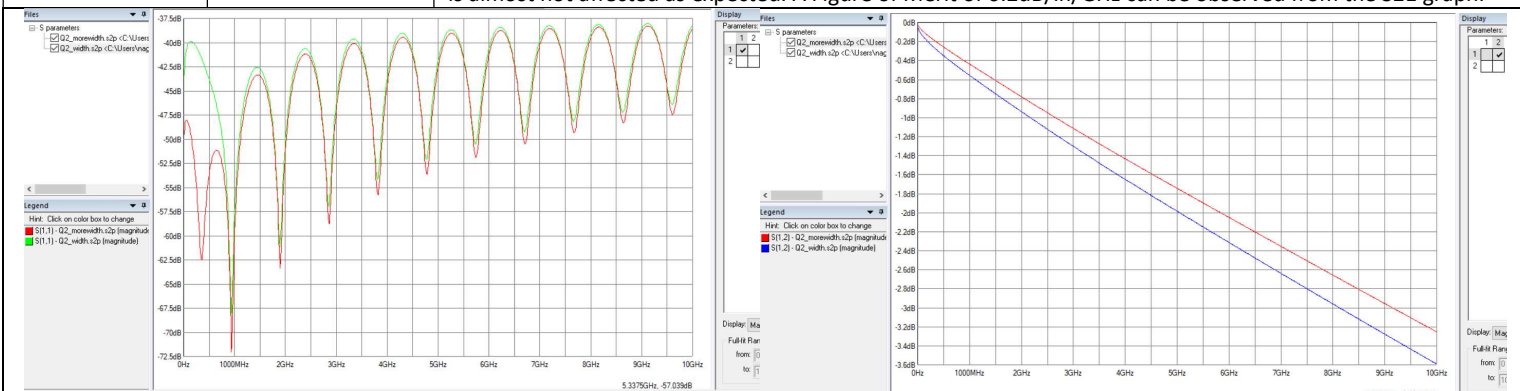 is almost not affected as expected. A Figure of merit of 0.2dB/in/GHz can be observed from the S21 graph.
Files
S parameters
Q2_morewidth.s2p <C:\Users
Q2_width.s2p <C:\Users\nag
Legend
Hint: Click on color box to change
S(1,1) - Q2_morewidth.s2p (magnitude
S(1,1) - Q2_width.s2p (magnitude)
-37.5dB
-40dB
-42.5dB
-45dB
-47.5dB
-50dB
-52.5dB
-55dB
-57.5dB
-60dB
-62.5dB
-65dB
-67.5dB
-70dB
-72.5dB
0Hz 1000MHz 2GHz 3GHz 4GHz 5GHz 6GHz 7GHz 8GHz 9GHz 10GHz
5.3375GHz, -57.039dB
Display
Parameters:
1 2
1
2
Display: Ma
Full-fit Ran
from: 0
to: 1
Files
S parameters
Q2_morewidth.s2p <C:\Users
Q2_width.s2p <C:\Users\nag
Legend
Hint: Click on color box to change
S(1,2) - Q2_morewidth.s2p (magnitude
S(1,2) - Q2_width.s2p (magnitude)
0dB
-0.2dB
-0.4dB
-0.6dB
-0.8dB
-1dB
-1.2dB
-1.4dB
-1.6dB
-1.8dB
-2dB
-2.2dB
-2.4dB
-2.6dB
-2.8dB
-3dB
-3.2dB
-3.4dB
-3.6dB
0Hz 1000MHz 2GHz 3GHz 4GHz 5GHz 6GHz 7GHz 8GHz 9GHz 10GHz
Display
Parameters:
1 2
1
2
Display: Mag
Full-fit Ran
from: 0
to: 10